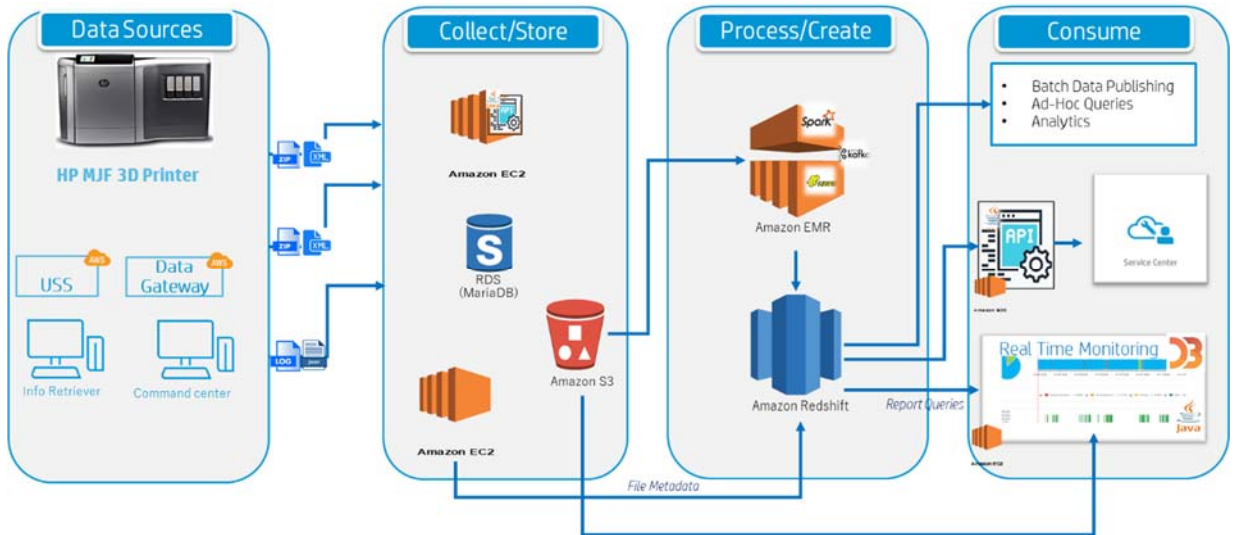 Data Sources
HP MJF 3D Printer
ZIP XML
ZIP XML
AWS
AWS
USS
Data
Gateway
LOG
Info Retriever
Command center
Collect/Store
API
Amazon EC2
S
RDS
(MariaDB)
Amazon S3
Amazon EC2
File Metadata
Process/Create
Spark
kafka
Amazon EMR
Amazon Redshift
Report Queries
Consume
• Batch Data Publishing
• Ad-Hoc Queries
• Analytics
API
Service Center
Real Time Monitoring
Java
Amazon EC2